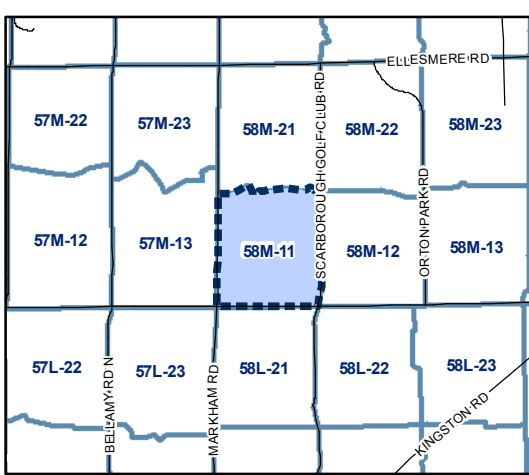 ELLESMERE RD
57M-22
57M-23
58M-21
58M-22
58M-23
SCARBOROUGH GOLF CLUB RD
ORTON PARK RD
57M-12
57M-13
58M-11
58M-12
58M-13
57L-22
57L-23
58L-21
58L-22
58L-23
BELLAMY RD N
MARKHAM RD
KINGSTON RD